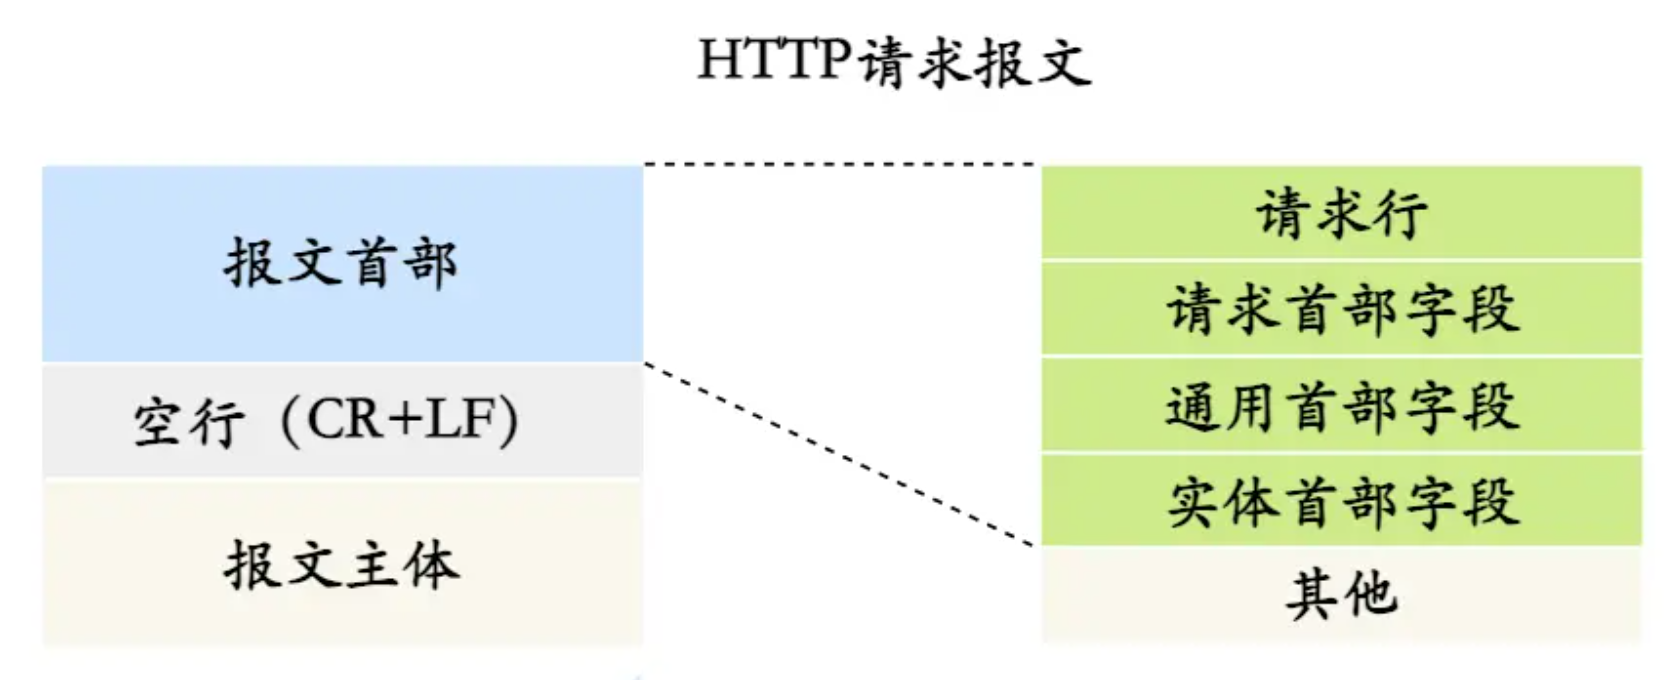 HTTP请求报文
报文首部
空行（CR+LF）
报文主体
请求行
请求首部字段
通用首部字段
实体首部字段
其他